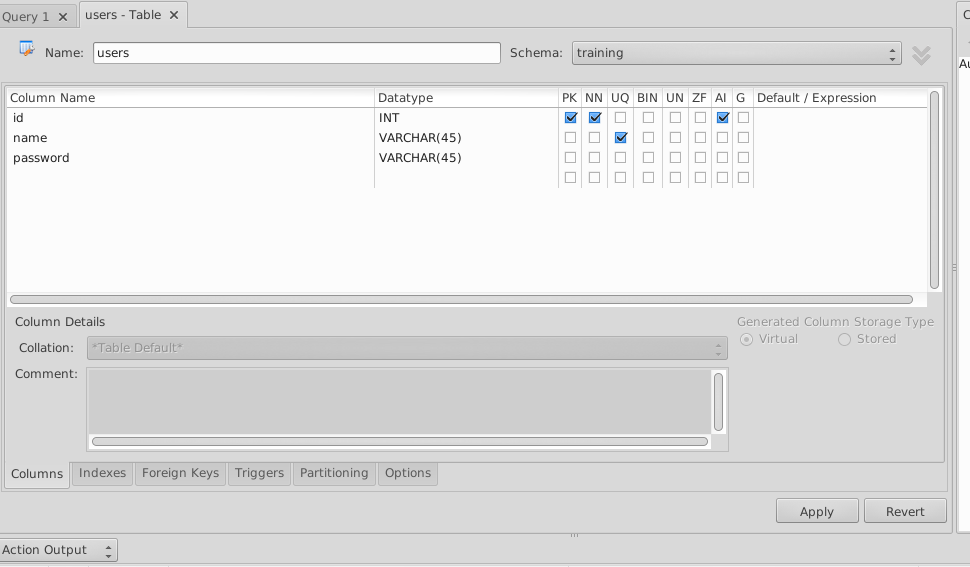 Query 1
users - Table
C
Name: users Schema: training
Au
Column Name Datatype PK NN UQ BIN UN ZF AI G Default / Expression
id INT
name VARCHAR(45)
password VARCHAR(45)
Column Details
Generated Column Storage Type
Collation: *Table Default*
Virtual Stored
Comment:
Columns Indexes Foreign Keys Triggers Partitioning Options
Apply Revert
Action Output